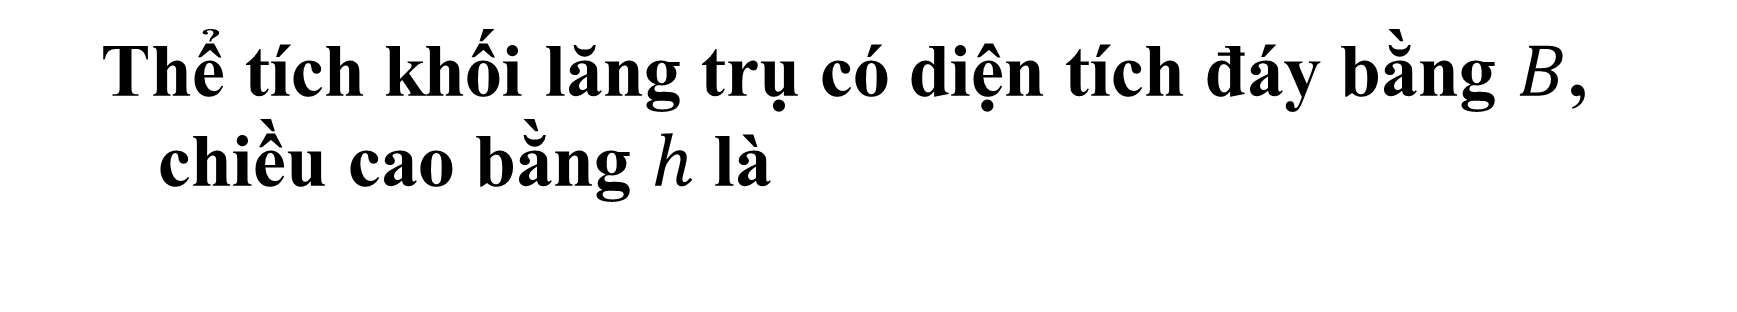 Thể tích khối lăng trụ có diện tích đáy bằng B,
chiều cao bằng h là